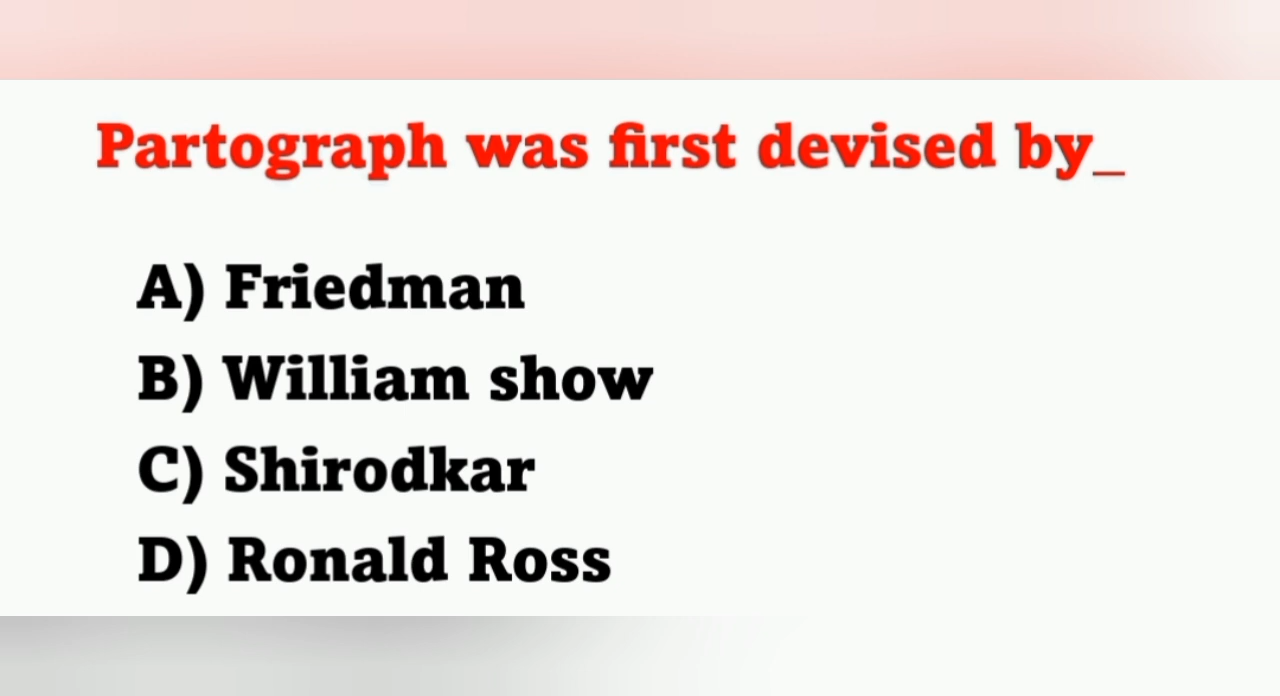 Partograph was first devised by_
A) Friedman
B) William show
C) Shirodkar
D) Ronald Ross